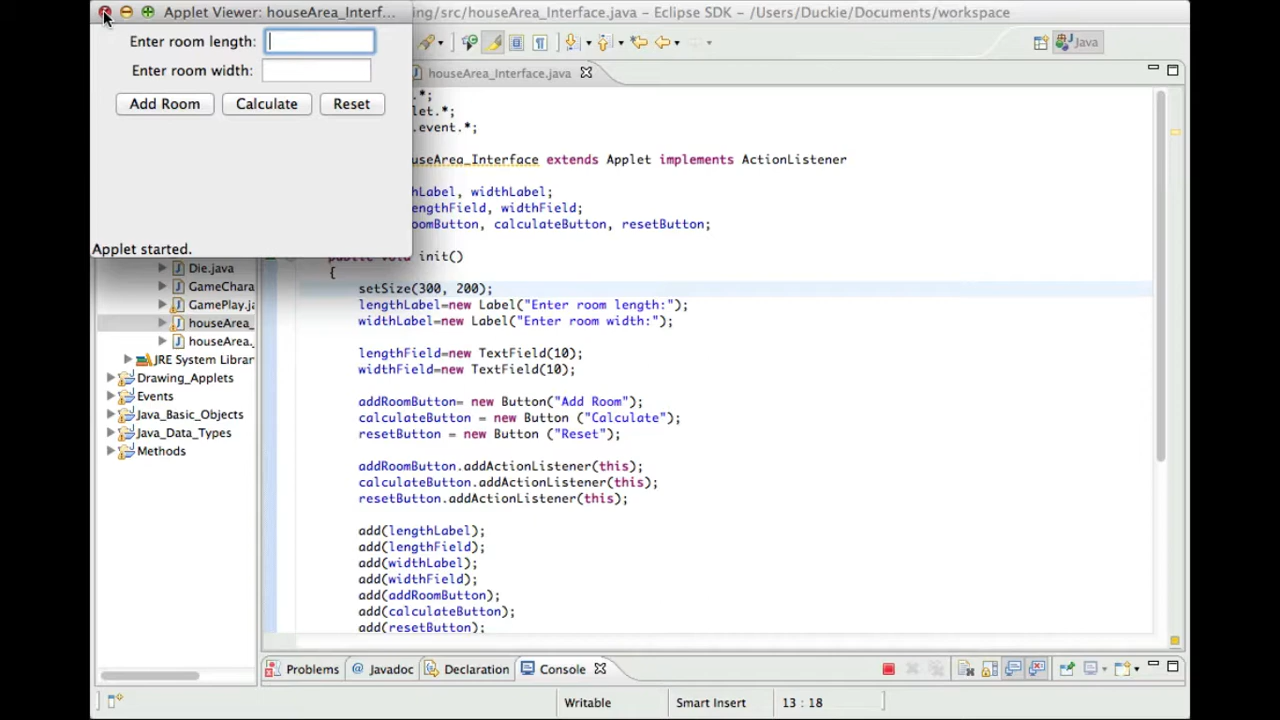 Applet Viewer: houseArea_Interf...
ing/src/houseArea_Interface.java – Eclipse SDK – /Users/Duckie/Documents/workspace
Enter room length:
Enter room width:
Add Room Calculate Reset
Applet started.
Java
houseArea_Interface.java
.*;
let.*;
.event.*;
useArea_Interface extends Applet implements ActionListener
hLabel, widthLabel;
engthField, widthField;
oomButton, calculateButton, resetButton;
public void init()
{
setSize(300, 200);
lengthLabel=new Label("Enter room length:");
widthLabel=new Label("Enter room width:");
lengthField=new TextField(10);
widthField=new TextField(10);
addRoomButton= new Button("Add Room");
calculateButton = new Button ("Calculate");
resetButton = new Button ("Reset");
addRoomButton.addActionListener(this);
calculateButton.addActionListener(this);
resetButton.addActionListener(this);
add(lengthLabel);
add(lengthField);
add(widthLabel);
add(widthField);
add(addRoomButton);
add(calculateButton);
add(resetButton);
Die.java
GameChara
GamePlay.ja
houseArea_
houseArea.
JRE System Librar
Drawing_Applets
Events
Java_Basic_Objects
Java_Data_Types
Methods
Problems @ Javadoc Declaration Console
Writable Smart Insert 13 : 18